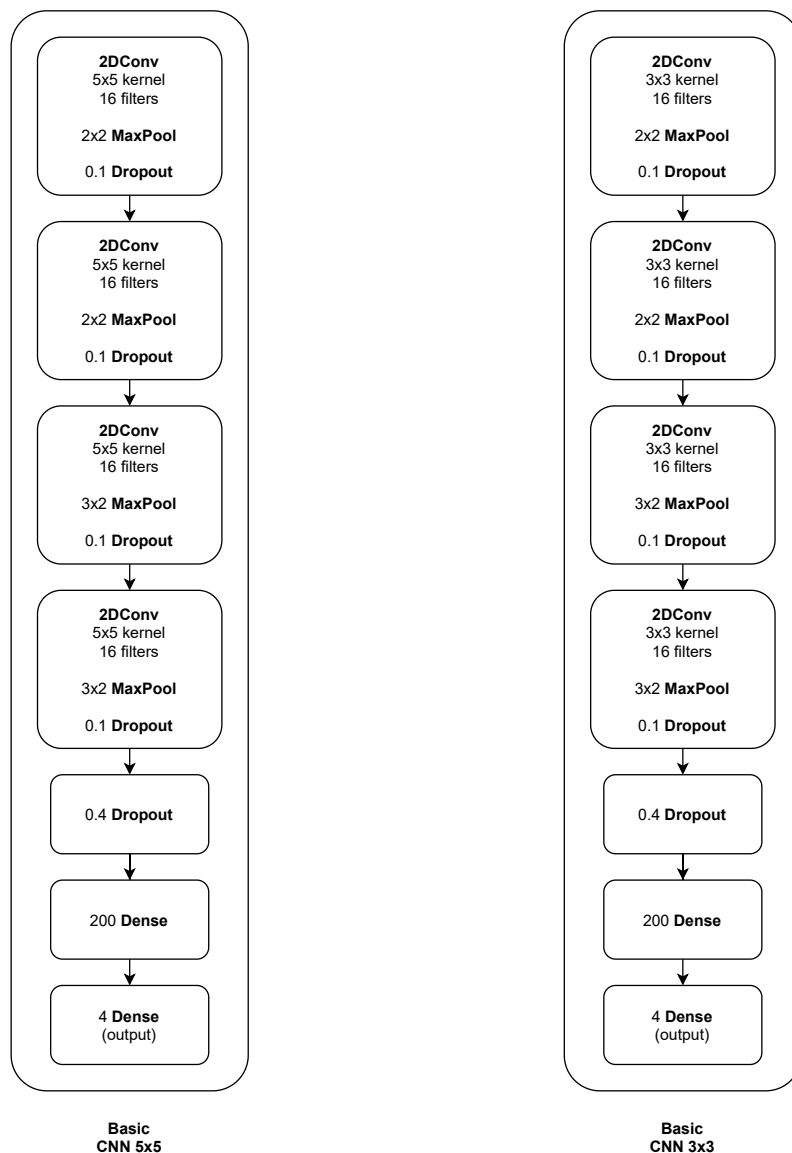 2DConv
5x5 kernel
16 filters
2x2 MaxPool
0.1 Dropout
2DConv
5x5 kernel
16 filters
2x2 MaxPool
0.1 Dropout
2DConv
5x5 kernel
16 filters
3x2 MaxPool
0.1 Dropout
2DConv
5x5 kernel
16 filters
3x2 MaxPool
0.1 Dropout
0.4 Dropout
200 Dense
4 Dense
(output)
Basic
CNN 5x5
2DConv
3x3 kernel
16 filters
2x2 MaxPool
0.1 Dropout
2DConv
3x3 kernel
16 filters
2x2 MaxPool
0.1 Dropout
2DConv
3x3 kernel
16 filters
3x2 MaxPool
0.1 Dropout
2DConv
3x3 kernel
16 filters
3x2 MaxPool
0.1 Dropout
0.4 Dropout
200 Dense
4 Dense
(output)
Basic
CNN 3x3